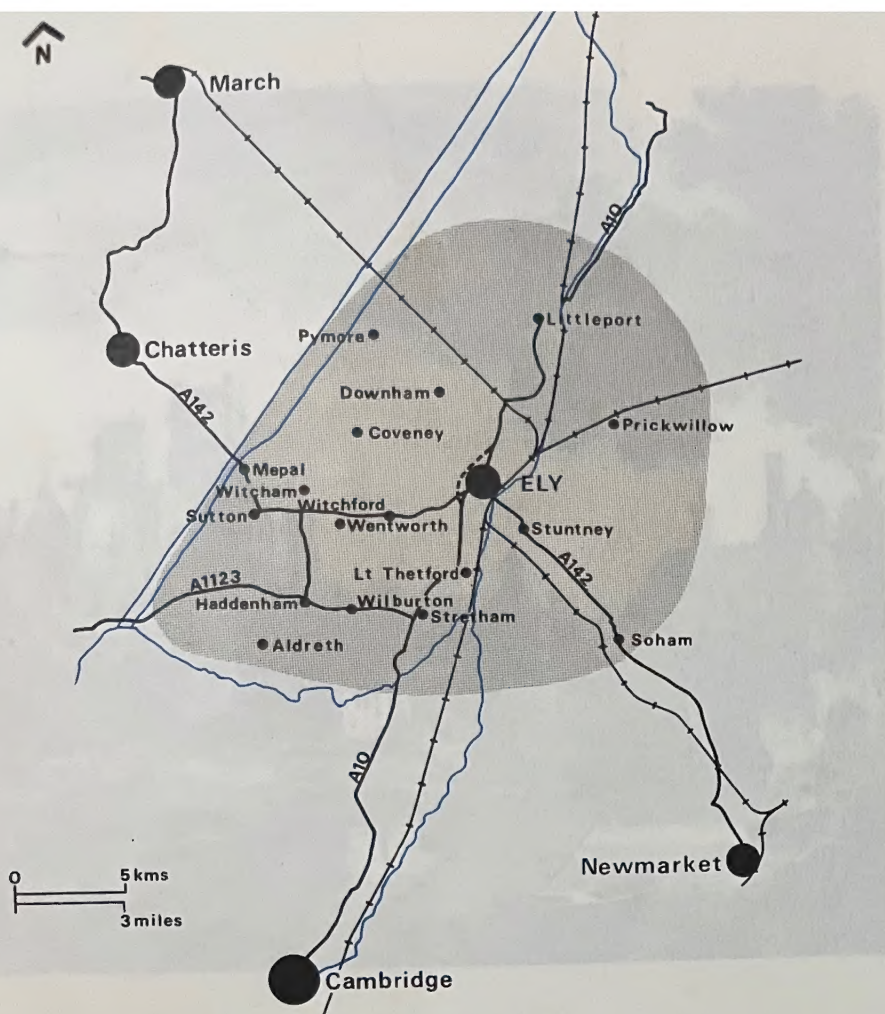 N
March
A10
Littleport
Pymore
Chatteris
Downham
A142
Coveney
Prickwillow
Mepal
Witcham
ELY
Witchford
Sutton
Wentworth
Stuntney
A142
Lt Thetford
A1123
Haddenham
Wilburton
Stretham
Aldreth
Soham
A10
Newmarket
0 5 kms
3 miles
Cambridge